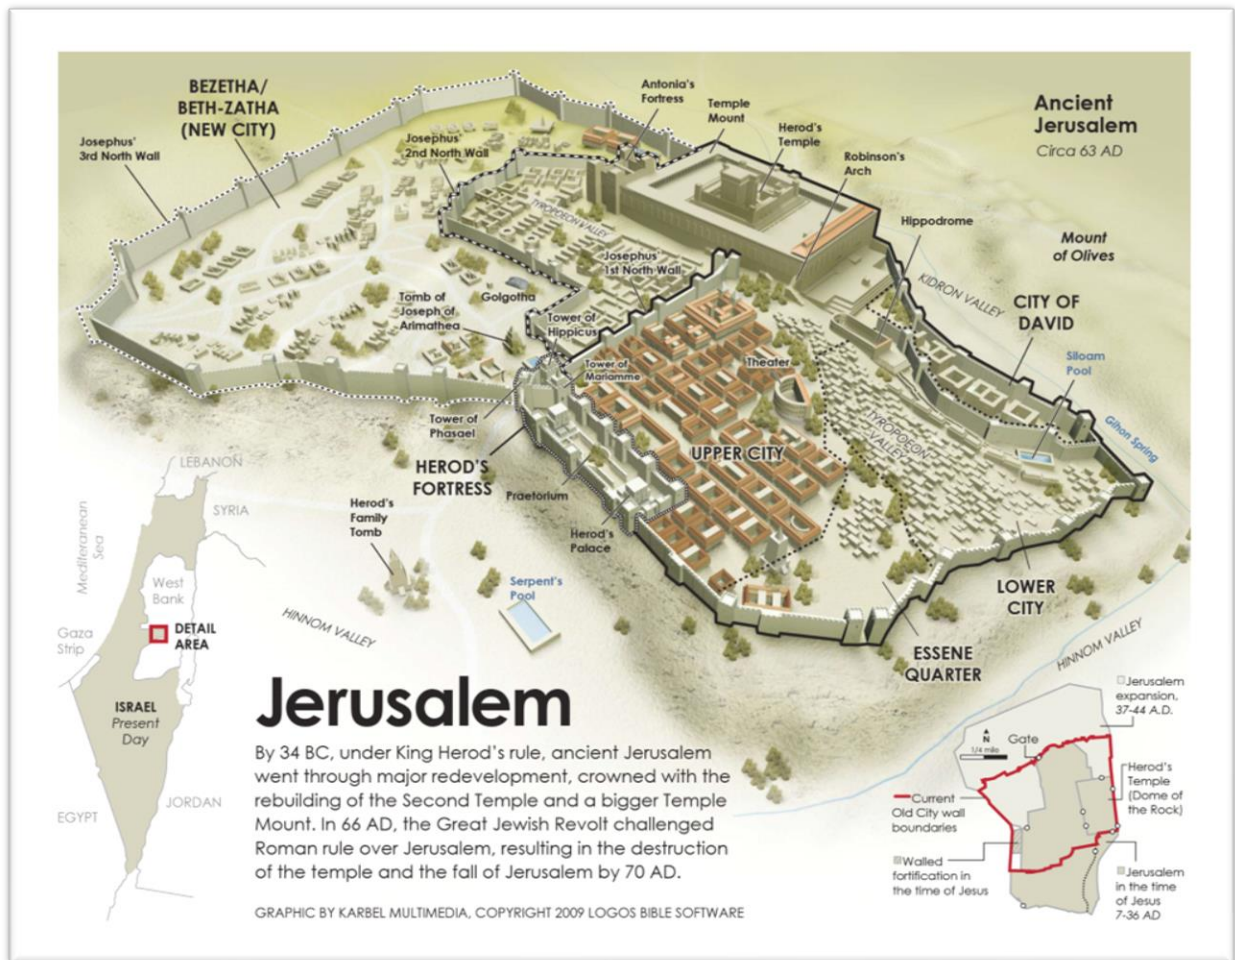 BEZETHA/
BETH-ZATHA
(NEW CITY)
Josephus'
3rd North Wall
Josephus'
2nd North Wall
Antonia's
Fortress
Temple
Mount
Herod's
Temple
Robinson's
Arch
Ancient
Jerusalem
Circa 63 AD
Hippodrome
Mount
of Olives
TYROPOEON VALLEY
Josephus'
1st North Wall
KIDRON VALLEY
CITY OF
DAVID
Siloam
Pool
Gihon Spring
Tomb of
Joseph of
Arimathea
Golgotha
Tower of
Hippicus
Tower of
Mariamme
Theater
Tower of
Phasael
HEROD'S
FORTRESS
UPPER CITY
TYROPOEON
VALLEY
Praetorium
Herod's
Palace
Herod's
Family
Tomb
Serpent's
Pool
HINNOM VALLEY
LOWER
CITY
ESSENE
QUARTER
HINNOM VALLEY
LEBANON
SYRIA
Mediteranean
Sea
West
Bank
Gaza
Strip
DETAIL
AREA
ISRAEL
Present
Day
JORDAN
EGYPT
Jerusalem
By 34 BC, under King Herod's rule, ancient Jerusalem
went through major redevelopment, crowned with the
rebuilding of the Second Temple and a bigger Temple
Mount. In 66 AD, the Great Jewish Revolt challenged
Roman rule over Jerusalem, resulting in the destruction
of the temple and the fall of Jerusalem by 70 AD.
GRAPHIC BY KARBEL MULTIMEDIA, COPYRIGHT 2009 LOGOS BIBLE SOFTWARE
Jerusalem
expansion,
37-44 A.D.
N
1/4 mile
Gate
Herod's
Temple
(Dome of
the Rock)
Current
Old City wall
boundaries
Walled
fortification in
the time of Jesus
Jerusalem
in the time
of Jesus
7-36 AD